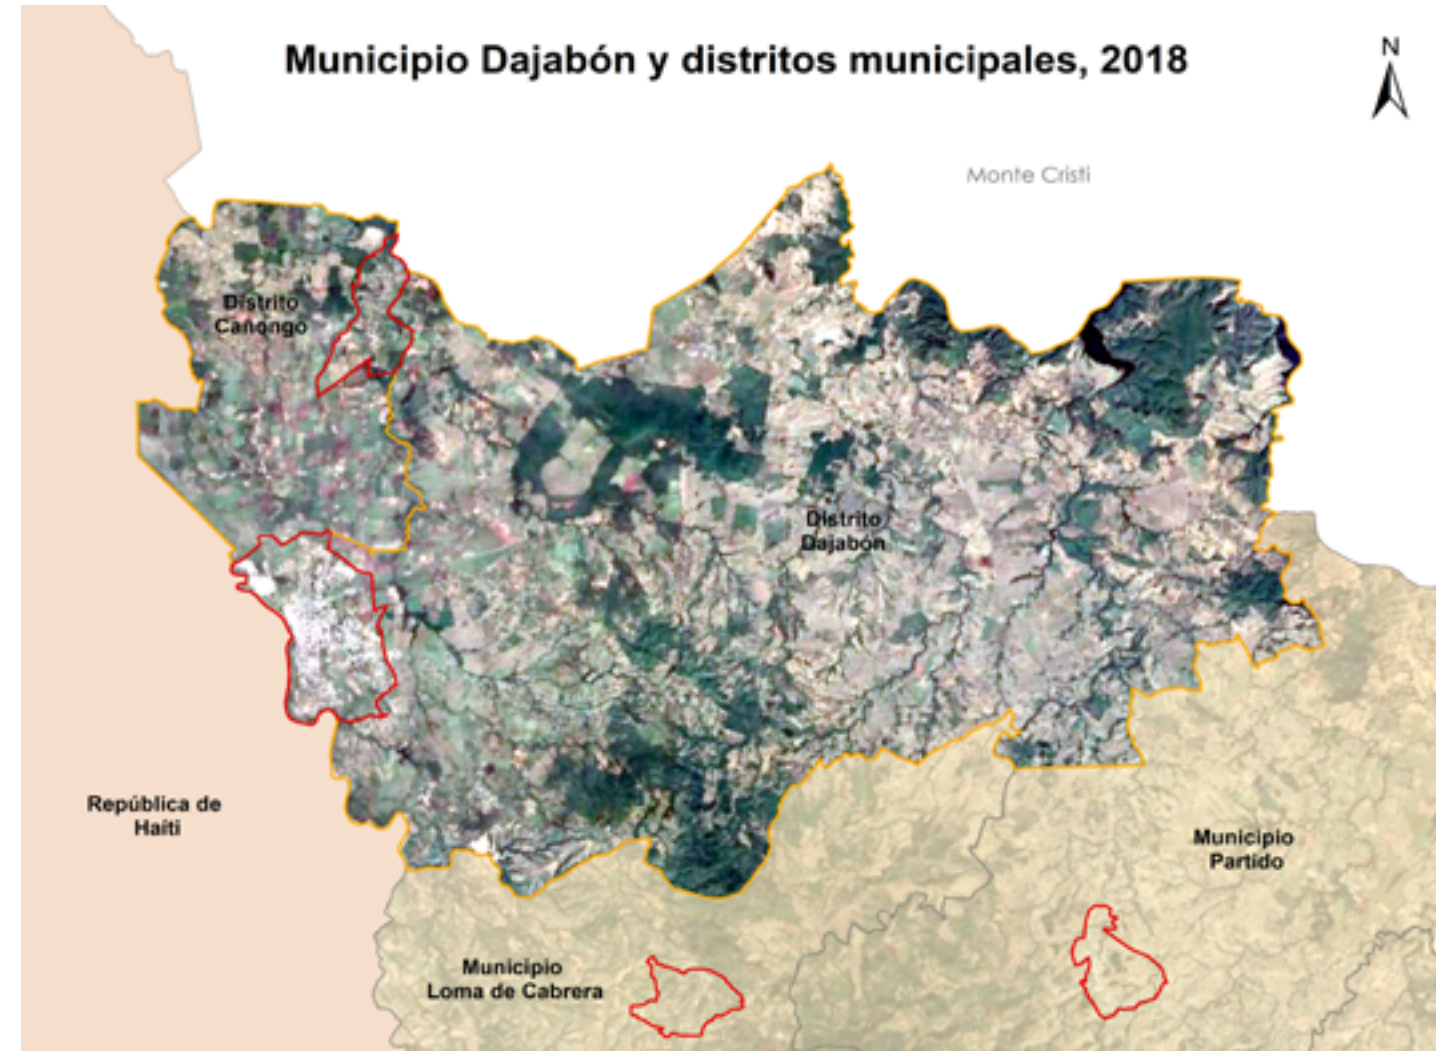 Municipio Dajabón y distritos municipales, 2018
N
Monte Cristi
Distrito
Cañongo
Distrito
Dajabón
República de
Haití
Municipio
Partido
Municipio
Loma de Cabrera